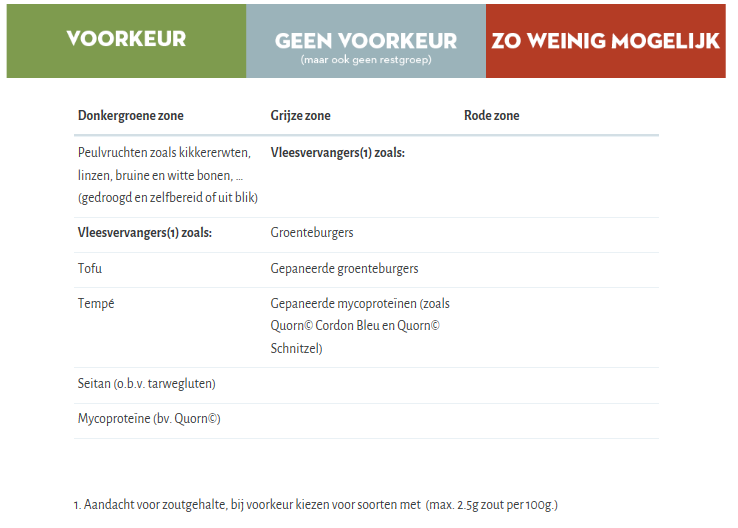 VOORKEUR
GEEN VOORKEUR
(maar ook geen restgroep)
ZO WEINIG MOGELIJK
Donkergroene zone
Grijze zone
Rode zone
Peulvruchten zoals kikkererwten,
linzen, bruine en witte bonen, ...
(gedroogd en zelfbereid of uit blik)
Vleesvervangers(1) zoals:
Vleesvervangers(1) zoals:
Groenteburgers
Tofu
Gepaneerde groenteburgers
Tempé
Gepaneerde mycoproteïnen (zoals
Quorn© Cordon Bleu en Quorn©
Schnitzel)
Seitan (o.b.v. tarwegluten)
Mycoproteïne (bv. Quorn©)
1. Aandacht voor zoutgehalte, bij voorkeur kiezen voor soorten met (max. 2.5g zout per 100g.)